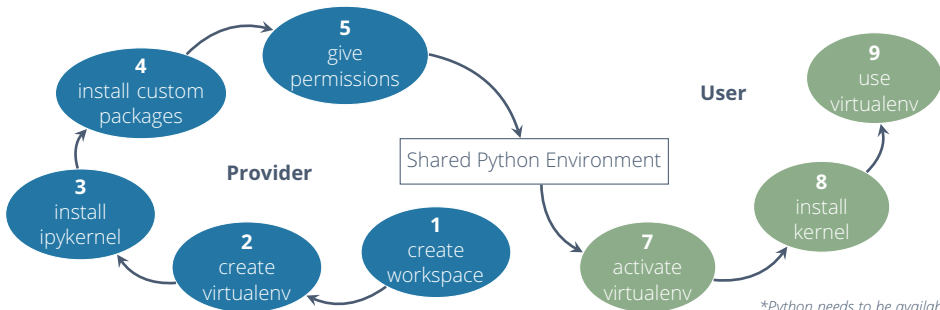 1
create
workspace
2
create
virtualenv
3
install
ipykernel
4
install custom
packages
5
give
permissions
Provider
Shared Python Environment
User
7
activate
virtualenv
8
install
kernel
9
use
virtualenv
*Python needs to be